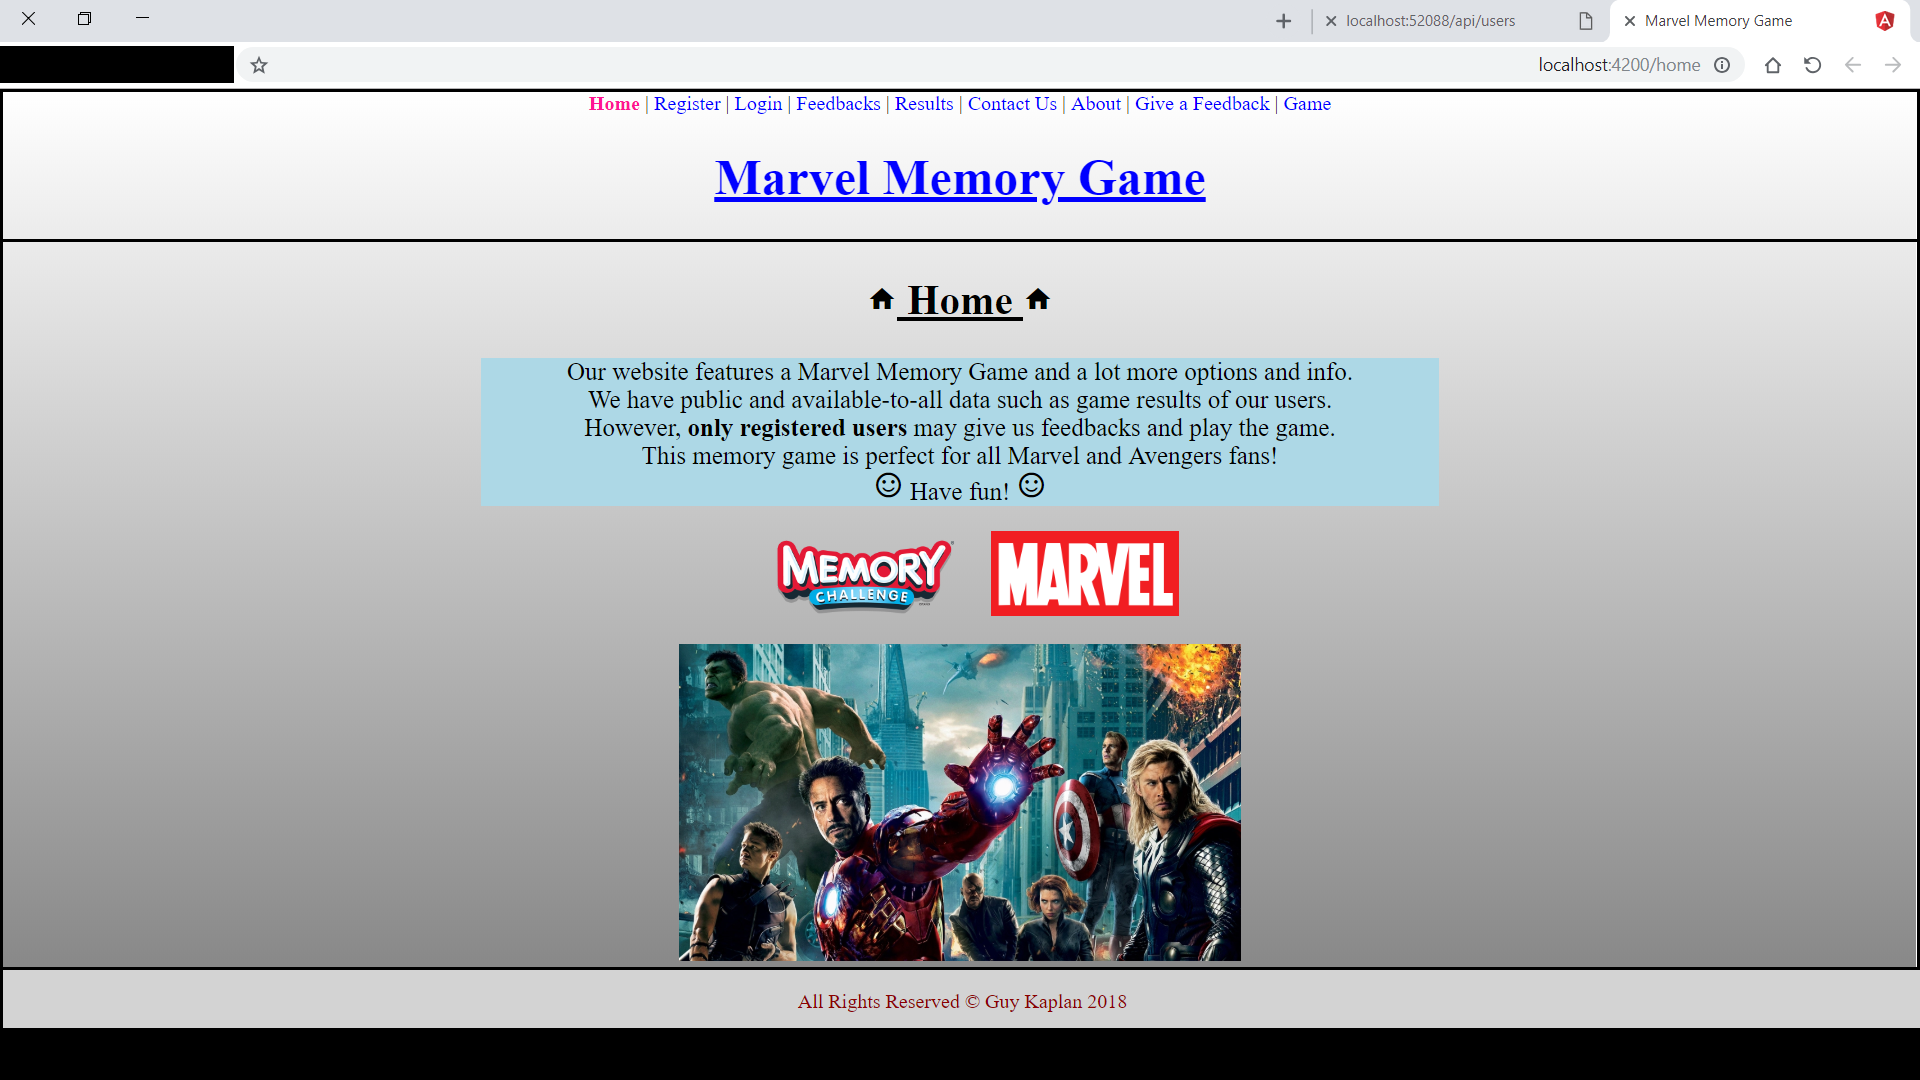 localhost:52088/api/users
Marvel Memory Game
localhost:4200/home
Home | Register | Login | Feedbacks | Results | Contact Us | About | Give a Feedback | Game
Marvel Memory Game
Home
Our website features a Marvel Memory Game and a lot more options and info.
We have public and available-to-all data such as game results of our users.
However, only registered users may give us feedbacks and play the game.
This memory game is perfect for all Marvel and Avengers fans!
Have fun!
MEMORY
CHALLENGE
MARVEL
All Rights Reserved © Guy Kaplan 2018